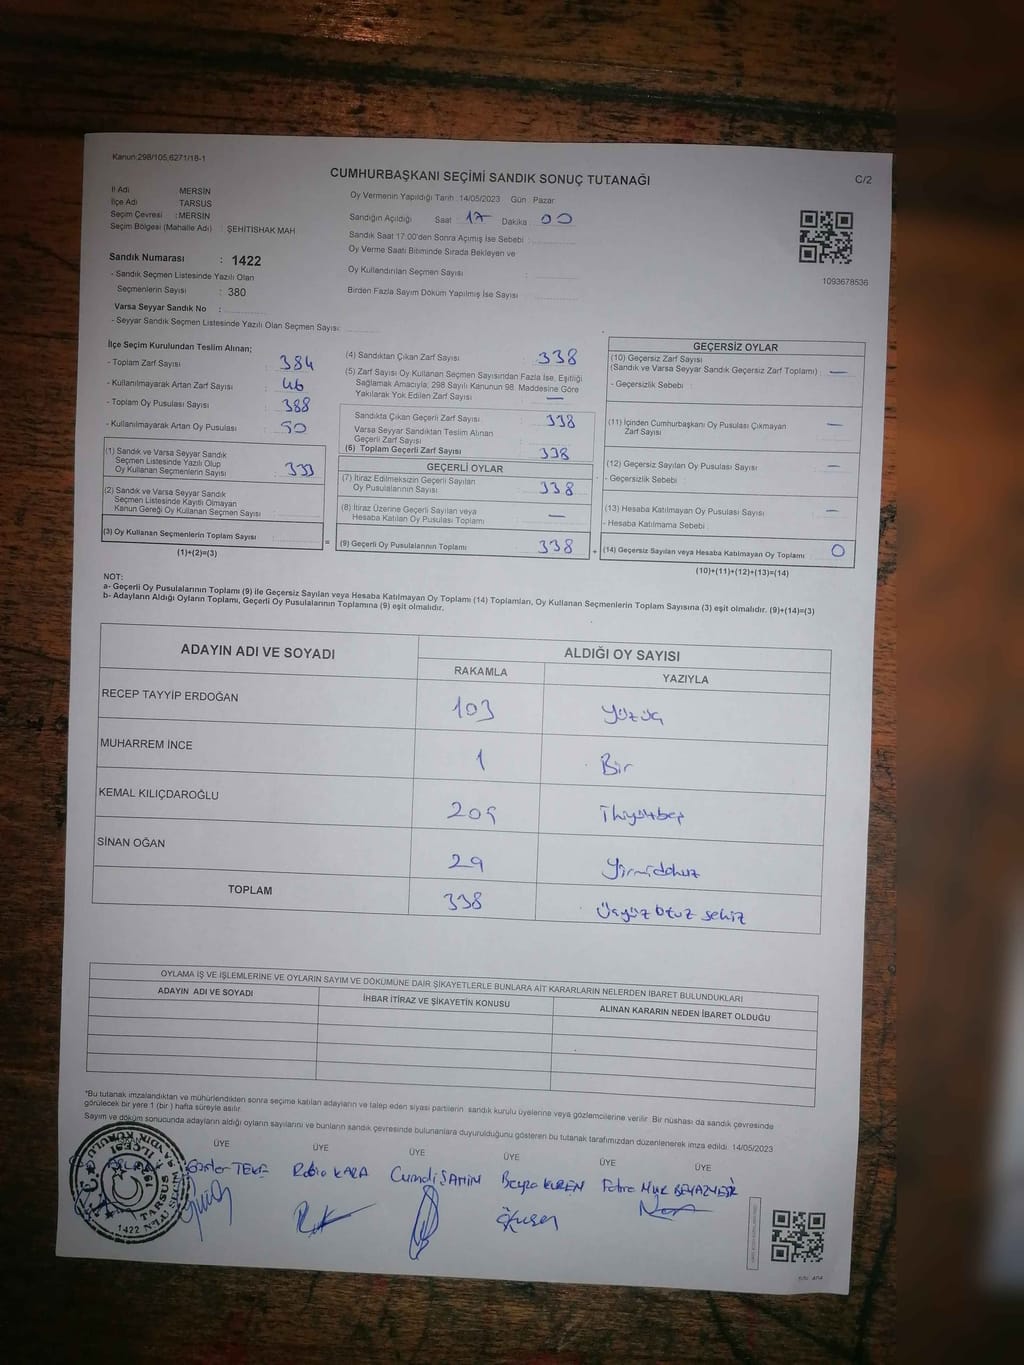 Kanun:298/105,6271/18-1
CUMHURBAŞKANI SEÇİMİ SANDIK SONUÇ TUTANAĞI
C/2
İl Adı MERSİN
İlçe Adı TARSUS
Seçim Çevresi : MERSİN
Seçim Bölgesi (Mahalle Adı) : ŞEHİTİSHAK MAH
Oy Vermenin Yapıldığı Tarih : 14/05/2023 Gün Pazar
Sandığın Açıldığı Saat : 17 Dakika : 00
Sandık Saat 17:00'den Sonra Açımış İse Sebebi :
Oy Verme Saati Bitiminde Sırada Bekleyen ve
Oy Kullandırılan Seçmen Sayısı :
Birden Fazla Sayım Döküm Yapılmış İse Sayısı :
1093678536
Sandık Numarası : 1422
- Sandık Seçmen Listesinde Yazılı Olan
Seçmenlerin Sayısı : 380
Varsa Seyyar Sandık No :
- Seyyar Sandık Seçmen Listesinde Yazılı Olan Seçmen Sayısı:
İlçe Seçim Kurulundan Teslim Alınan;
- Toplam Zarf Sayısı : 384
- Kullanılmayarak Artan Zarf Sayısı : 46
- Toplam Oy Pusulası Sayısı : 388
- Kullanılmayarak Artan Oy Pusulası : 50
(1) Sandık ve Varsa Seyyar Sandık
Seçmen Listesinde Yazılı Olup
Oy Kullanan Seçmenlerin Sayısı :
(2) Sandık ve Varsa Seyyar Sandık
Seçmen Listesinde Kayıtlı Olmayan
Kanun Gereği Oy Kullanan Seçmen Sayısı :
(3) Oy Kullanan Seçmenlerin Toplam Sayısı :
(1)+(2)=(3)
(4) Sandıktan Çıkan Zarf Sayısı : 338
(5) Zarf Sayısı Oy Kullanan Seçmen Sayısından Fazla İse, Eşitliği
Sağlamak Amacıyla; 298 Sayılı Kanunun 98. Maddesine Göre
Yakılarak Yok Edilen Zarf Sayısı : —
Sandıkta Çıkan Geçerli Zarf Sayısı : 338
Varsa Seyyar Sandıktan Teslim Alınan
Geçerli Zarf Sayısı :
(6) Toplam Geçerli Zarf Sayısı : 338
GEÇERLİ OYLAR
(7) İtiraz Edilmeksizin Geçerli Sayılan
Oy Pusulalarının Sayısı : 338
(8) İtiraz Üzerine Geçerli Sayılan veya
Hesaba Katılan Oy Pusulası Toplamı : —
=
(9) Geçerli Oy Pusulalarının Toplamı : 338
+
GEÇERSİZ OYLAR
(10) Geçersiz Zarf Sayısı
(Sandık ve Varsa Seyyar Sandık Geçersiz Zarf Toplamı) : —
- Geçersizlik Sebebi :
(11) İçinden Cumhurbaşkanı Oy Pusulası Çıkmayan
Zarf Sayısı : —
(12) Geçersiz Sayılan Oy Pusulası Sayısı : —
- Geçersizlik Sebebi :
(13) Hesaba Katılmayan Oy Pusulası Sayısı : —
- Hesaba Katılmama Sebebi :
(14) Geçersiz Sayılan veya Hesaba Katılmayan Oy Toplamı : 0
(10)+(11)+(12)+(13)=(14)
NOT:
a- Geçerli Oy Pusulalarının Toplamı (9) ile Geçersiz Sayılan veya Hesaba Katılmayan Oy Toplamı (14) Toplamları, Oy Kullanan Seçmenlerin Toplam Sayısına (3) eşit olmalıdır. (9)+(14)=(3)
b- Adayların Aldığı Oyların Toplamı, Geçerli Oy Pusulalarının Toplamına (9) eşit olmalıdır.
ADAYIN ADI VE SOYADI
ALDIĞI OY SAYISI
RAKAMLA YAZIYLA
RECEP TAYYİP ERDOĞAN 103 Yüzüç
MUHARREM İNCE 1 Bir
KEMAL KILIÇDAROĞLU 205 İkiyüzbeş
SİNAN OĞAN 29 Yirmidokuz
TOPLAM 338 Üçyüz Otuz sekiz
OYLAMA İŞ VE İŞLEMLERİNE VE OYLARIN SAYIM VE DÖKÜMÜNE DAİR ŞİKAYETLERLE BUNLARA AİT KARARLARIN NELERDEN İBARET BULUNDUKLARI
ADAYIN ADI VE SOYADI İHBAR İTİRAZ VE ŞİKAYETİN KONUSU ALINAN KARARIN NEDEN İBARET OLDUĞU
*Bu tutanak imzalandıktan ve mühürlendikten sonra seçime katılan adayların ve talep eden siyasi partilerin sandık kurulu üyelerine veya gözlemcilerine verilir. Bir nüshası da sandık çevresinde
görülecek bir yere 1 (bir ) hafta süreyle asılır.
Sayım ve döküm sonucunda adayların aldığı oyların sayılarını ve bunların sandık çevresinde bulunanlara duyurulduğunu gösteren bu tutanak tarafımızdan düzenlenerek imza edildi. 14/05/2023
ÜYE ÜYE ÜYE ÜYE ÜYE ÜYE
Rabia KARA Cumali ŞAHİN Beyza
1422
TARSUS